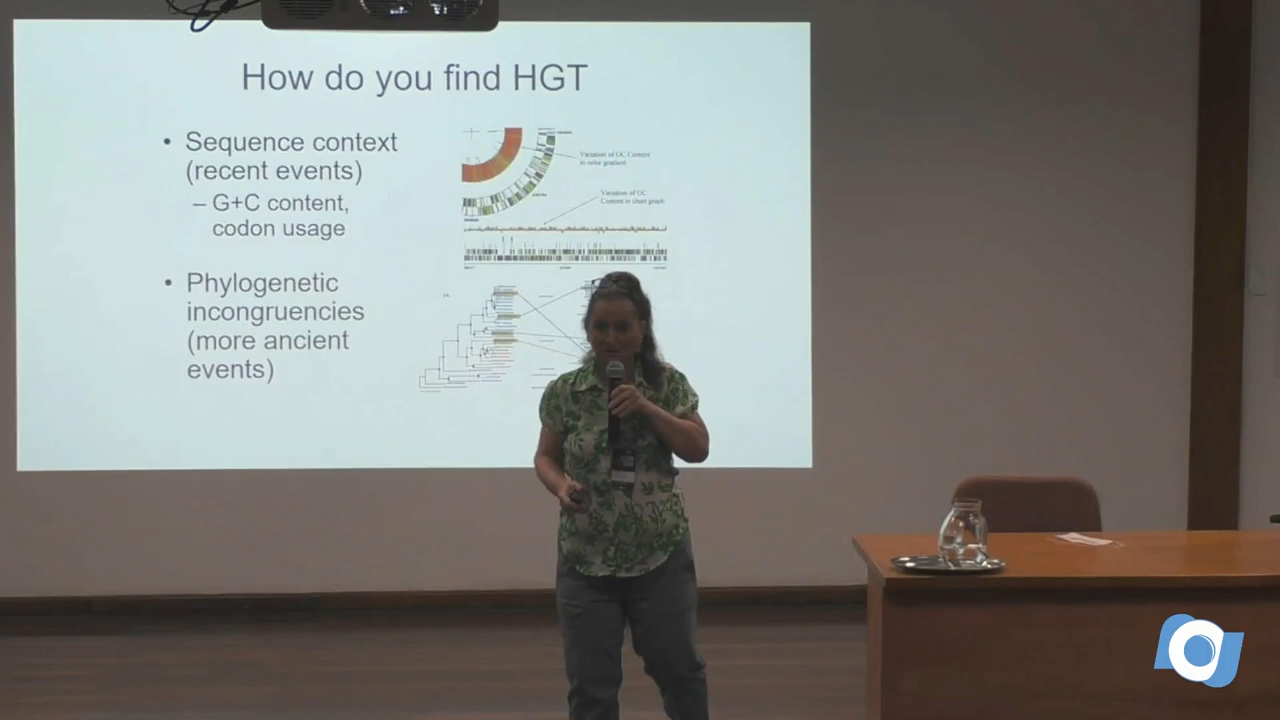 How do you find HGT
• Sequence context
(recent events)
– G+C content,
codon usage
• Phylogenetic
incongruencies
(more ancient
events)
Variation of GC Content
in color gradient
Variation of GC
Content in chart graph